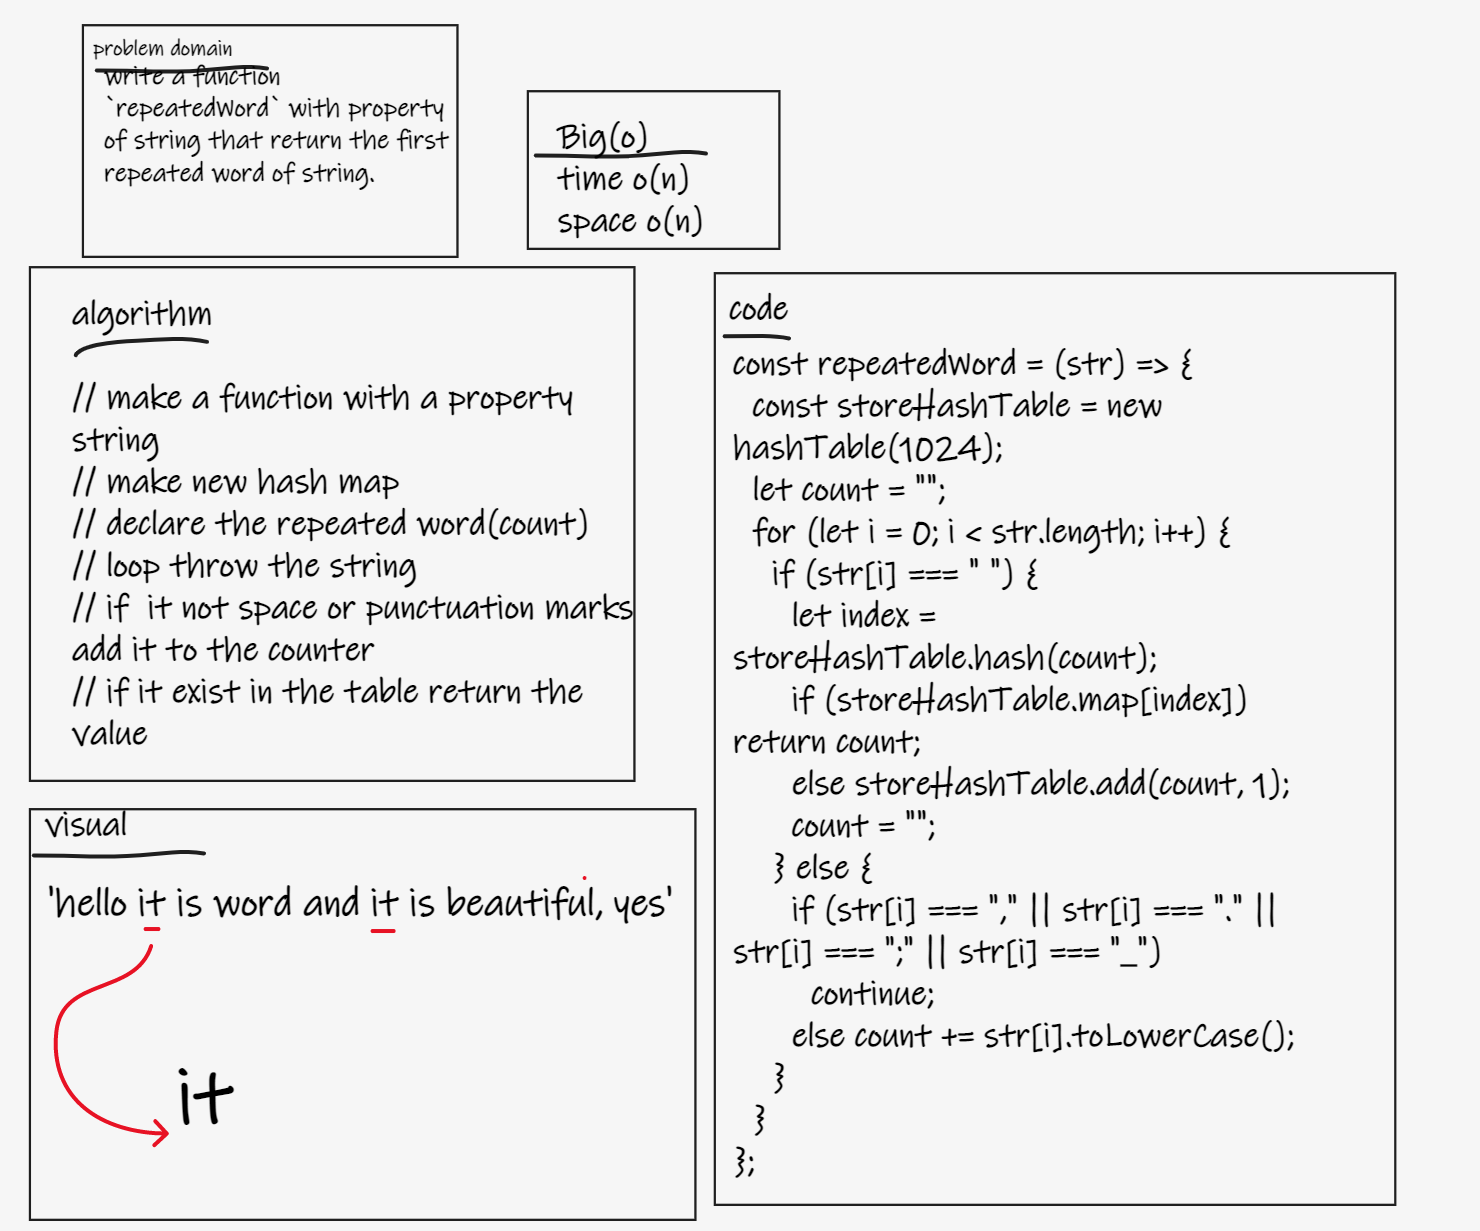 problem domain
write a function
`repeatedWord` with property
of string that return the first
repeated word of string.
Big(o)
time o(n)
space o(n)
algorithm
// make a function with a property
string
// make new hash map
// declare the repeated word(count)
// loop throw the string
// if  it not space or punctuation marks
add it to the counter
// if it exist in the table return the
value
visual
'hello it is word and it is beautiful, yes'
it
code
const repeatedWord = (str) => {
const storeHashTable = new
hashTable(1024);
let count = "";
for (let i = 0; i < str.length; i++) {
if (str[i] === " ") {
let index =
storeHashTable.hash(count);
if (storeHashTable.map[index])
return count;
else storeHashTable.add(count, 1);
count = "";
} else {
if (str[i] === "," || str[i] === "." ||
str[i] === ";" || str[i] === "_")
continue;
else count += str[i].toLowerCase();
}
}
};